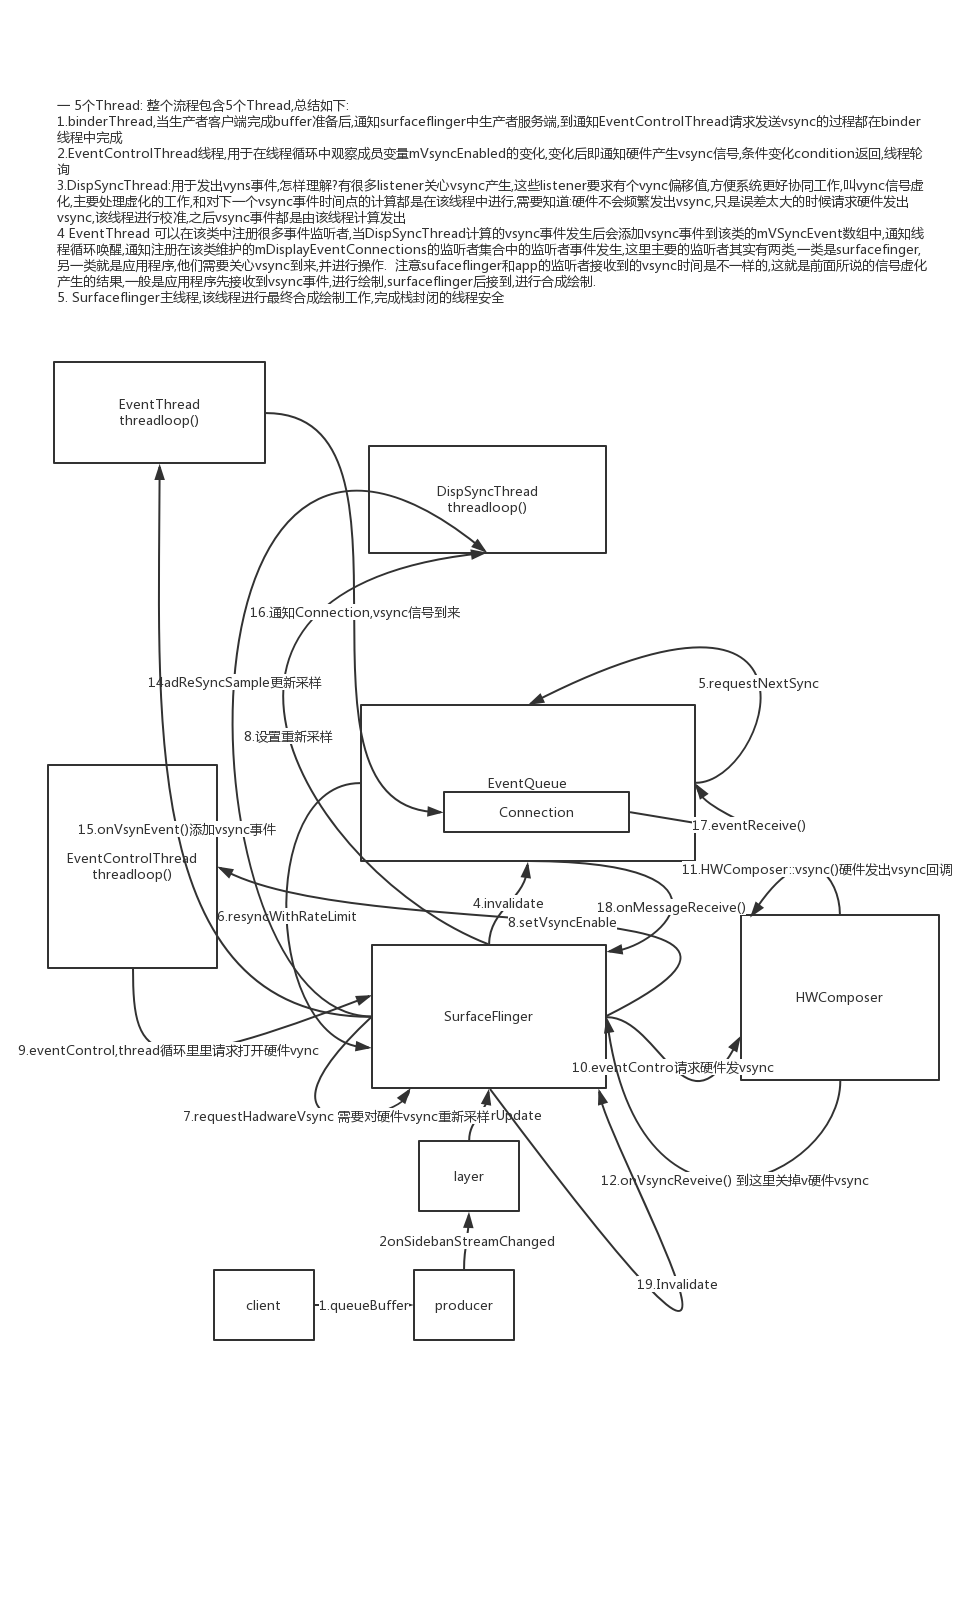 一 5个Thread: 整个流程包含5个Thread,总结如下:
1.binderThread,当生产者客户端完成buffer准备后,通知surfaceflinger中生产者服务端,到通知EventControlThread请求发送vsync的过程都在binder
线程中完成
2.EventControlThread线程,用于在线程循环中观察成员变量mVsyncEnabled的变化,变化后即通知硬件产生vsync信号,条件变化condition返回,线程轮
询
3.DispSyncThread:用于发出vyns事件,怎样理解?有很多listener关心vsync产生,这些listener要求有个vync偏移值,方便系统更好协同工作,叫vync信号虚
化,主要处理虚化的工作,和对下一个vsync事件时间点的计算都是在该线程中进行,需要知道:硬件不会频繁发出vsync,只是误差太大的时候请求硬件发出
vsync,该线程进行校准,之后vsync事件都是由该线程计算发出
4 EventThread 可以在该类中注册很多事件监听者,当DispSyncThread计算的vsync事件发生后会添加vsync事件到该类的mVSyncEvent数组中,通知线
程循环唤醒,通知注册在该类维护的mDisplayEventConnections的监听者集合中的监听者事件发生,这里主要的监听者其实有两类,一类是surfacefinger,
另一类就是应用程序,他们需要关心vsync到来,并进行操作. 注意sufaceflinger和app的监听者接收到的vsync时间是不一样的,这就是前面所说的信号虚化
产生的结果,一般是应用程序先接收到vsync事件,进行绘制,surfaceflinger后接到,进行合成绘制.
5. Surfaceflinger主线程,该线程进行最终合成绘制工作,完成栈封闭的线程安全
EventThread
threadloop()
DispSyncThread
threadloop()
16.通知Connection,vsync信号到来
14adReSyncSample更新采样
5.requestNextSync
8.设置重新采样
EventQueue
Connection
17.eventReceive()
15.onVsynEvent()添加vsync事件
EventControlThread
threadloop()
11.HWComposer::vsync()硬件发出vsync回调
4.invalidate
18.onMessageReceive()
6.resyncWithRateLimit
8.setVsyncEnable
HWComposer
SurfaceFlinger
9.eventControl,thread循环里里请求打开硬件vync
10.eventContro请求硬件发vsync
7.requestHadwareVsync 需要对硬件vsync重新采样
rUpdate
layer
12.onVsyncReveive() 到这里关掉v硬件vsync
2onSidebanStreamChanged
19.Invalidate
client
1.queueBuffer
producer